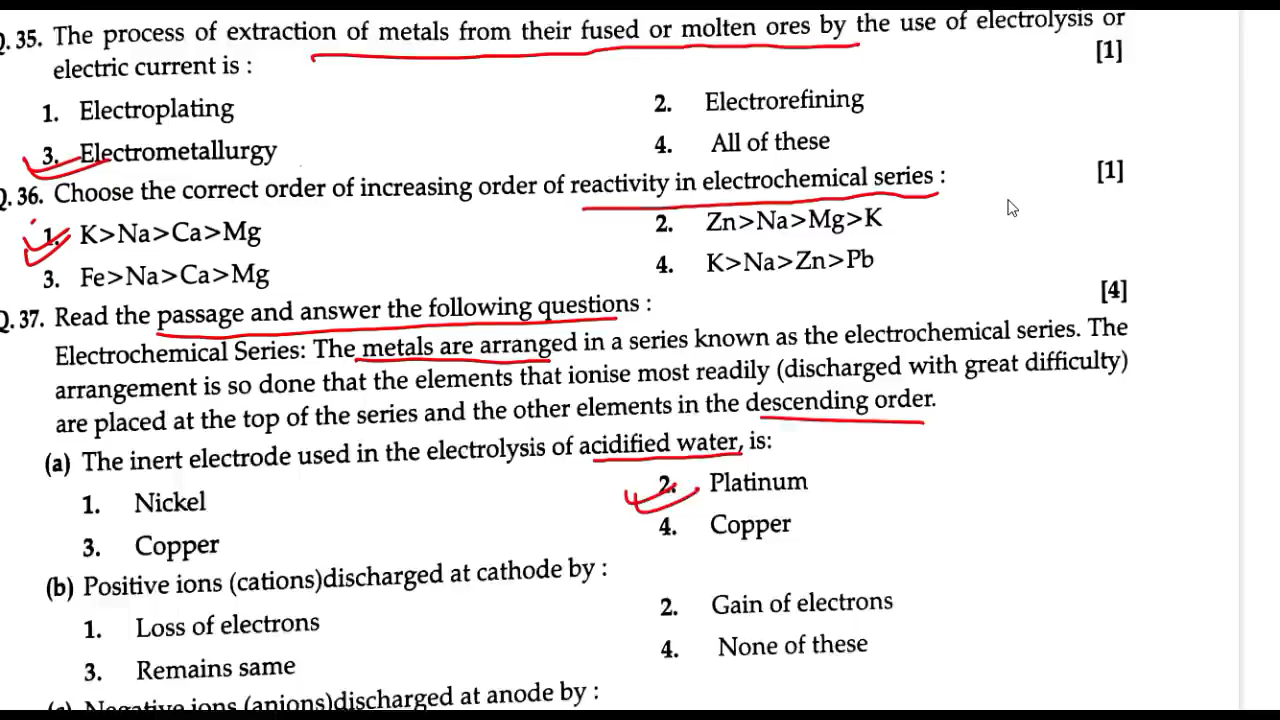 Q. 35. The process of extraction of metals from their fused or molten ores by the use of electrolysis or
electric current is : [1]
1. Electroplating 2. Electrorefining
3. Electrometallurgy 4. All of these
Q. 36. Choose the correct order of increasing order of reactivity in electrochemical series : [1]
1. K>Na>Ca>Mg 2. Zn>Na>Mg>K
3. Fe>Na>Ca>Mg 4. K>Na>Zn>Pb
Q. 37. Read the passage and answer the following questions : [4]
Electrochemical Series: The metals are arranged in a series known as the electrochemical series. The
arrangement is so done that the elements that ionise most readily (discharged with great difficulty)
are placed at the top of the series and the other elements in the descending order.
(a) The inert electrode used in the electrolysis of acidified water, is:
1. Nickel 2. Platinum
3. Copper 4. Copper
(b) Positive ions (cations)discharged at cathode by :
1. Loss of electrons 2. Gain of electrons
3. Remains same 4. None of these
(c) Negative ions (anions)discharged at anode by :